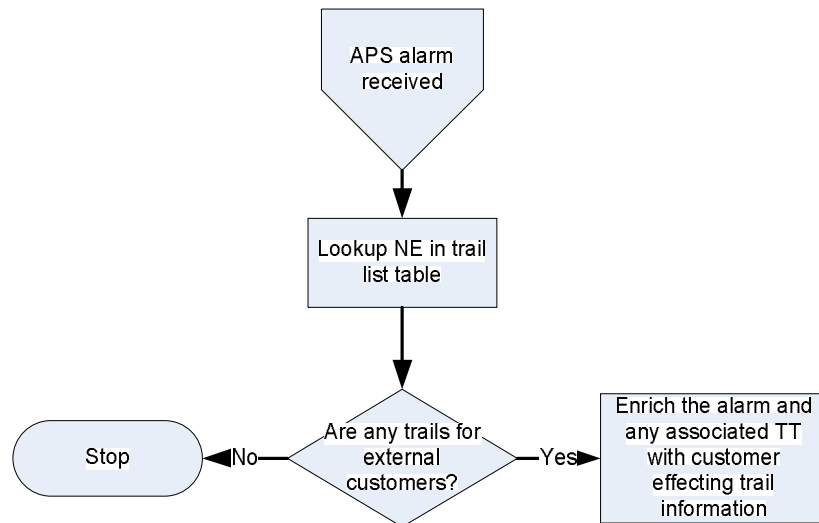 APS alarm
received
Lookup NE in trail
list table
Are any trails for
external
customers?
No
Stop
Yes
Enrich the alarm and
any associated TT
with customer
effecting trail
information